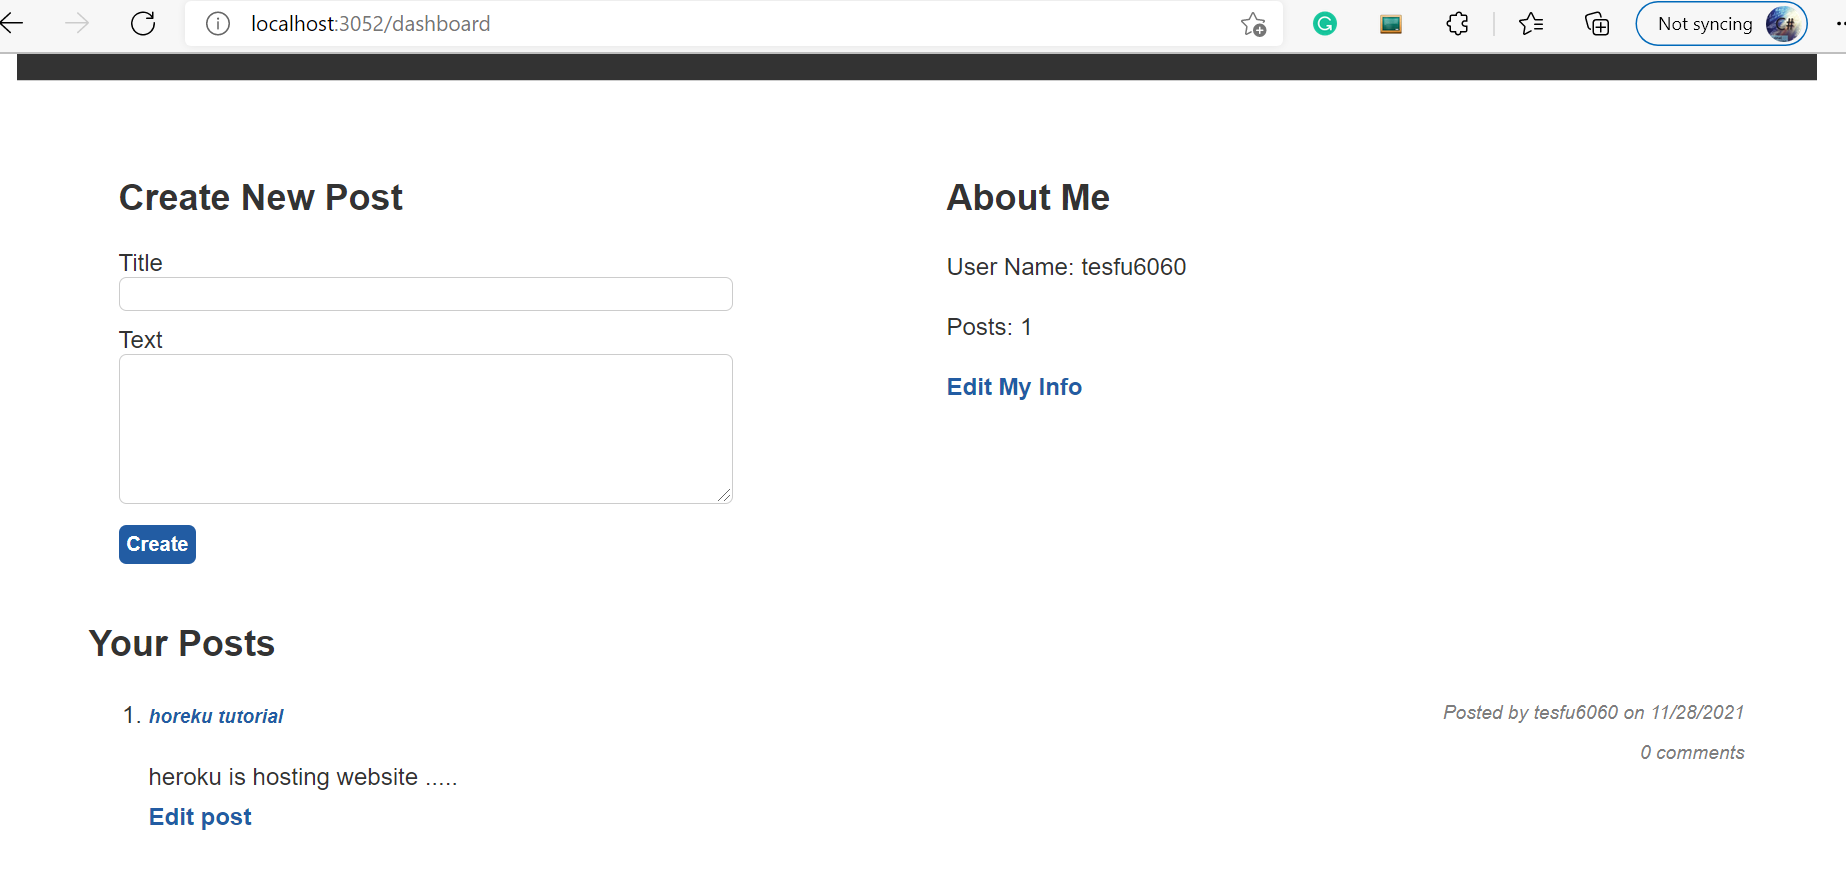 localhost:3052/dashboard
Not syncing
C#
Create New Post
Title
Text
Create
About Me
User Name: tesfu6060
Posts: 1
Edit My Info
Your Posts
1. horeku tutorial
Posted by tesfu6060 on 11/28/2021
0 comments
heroku is hosting website .....
Edit post